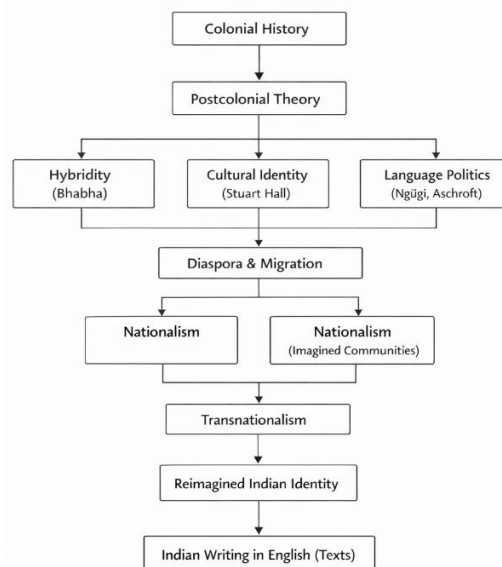 Colonial History
Postcolonial Theory
Hybridity
(Bhabha)
Cultural Identity
(Stuart Hall)
Language Politics
(Ngũgi, Aschroft)
Diaspora & Migration
Nationalism
Nationalism
(Imagined Communities)
Transnationalism
Reimagined Indian Identity
Indian Writing in English (Texts)